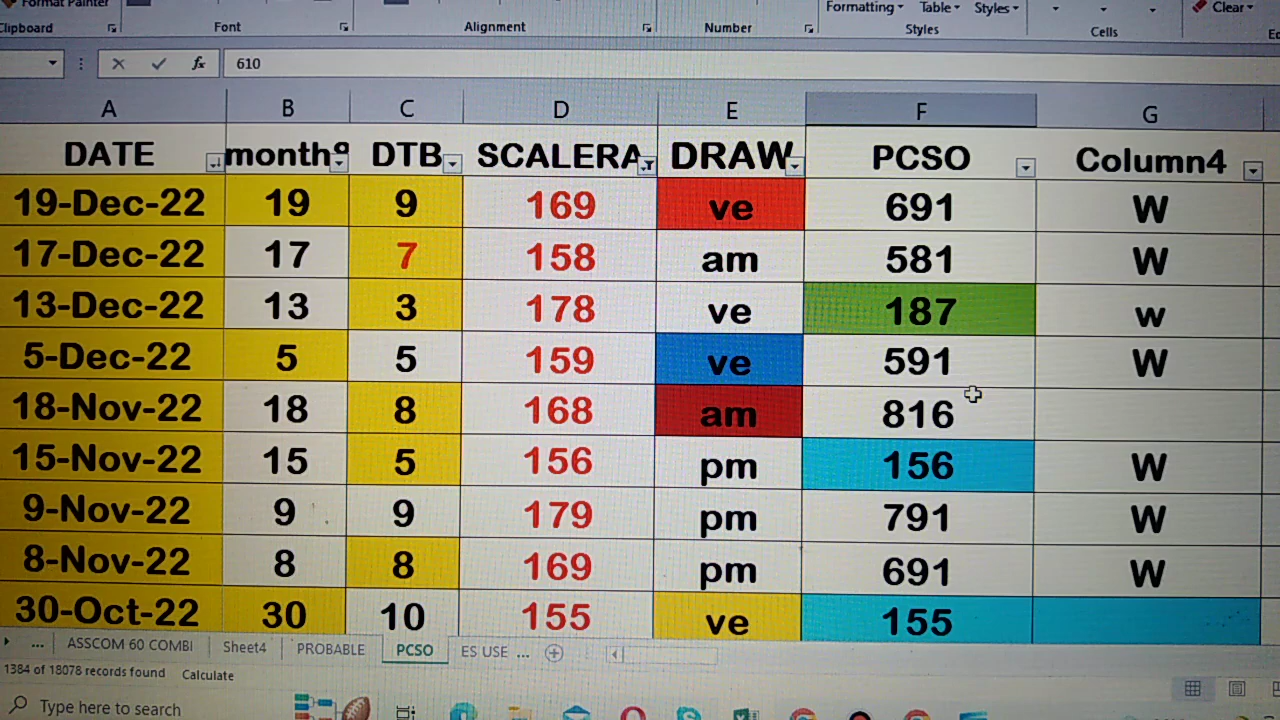 Format Painter
Formatting Table Styles Clear
Clipboard Font Alignment Number Styles Cells
fx 610
A B C D E F G
DATE months DTB SCALERA DRAW PCSO Column4
19-Dec-22 19 9 169 ve 691 W
17-Dec-22 17 7 158 am 581 W
13-Dec-22 13 3 178 ve 187 w
5-Dec-22 5 5 159 ve 591 W
18-Nov-22 18 8 168 am 816
15-Nov-22 15 5 156 pm 156 W
9-Nov-22 9 9 179 pm 791 W
8-Nov-22 8 8 169 pm 691 W
30-Oct-22 30 10 155 ve 155
... ASSCOM 60 COMBI Sheet4 PROBABLE PCSO ES USE ...
1384 of 18078 records found Calculate
Type here to search